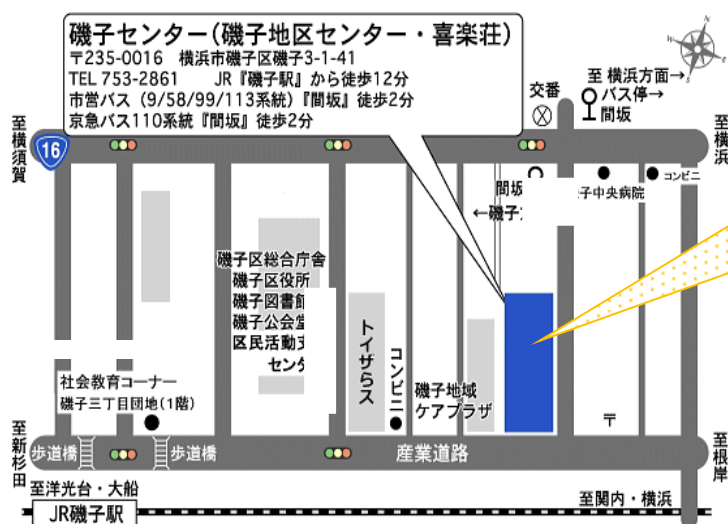 磯子センター(磯子地区センター・喜楽荘)
〒235-0016 横浜市磯子区磯子3-1-41
TEL 753-2861 JR『磯子駅』から徒歩12分
市営バス(9/58/99/113系統)『間坂』徒歩2分
京急バス110系統『間坂』徒歩2分
N
W
E
S
交番
至 横浜方面→
バス停→
間坂
至横須賀
16
至横浜
間坂
←磯子
子中央病院
コンビニ
磯子区総合庁舎
磯子区役所
磯子図書館
磯子公会堂
区民活動支
センタ
トイザらス
コンビニ
磯子地域
ケアプラザ
社会教育コーナー
磯子三丁目団地(1階)
〒
至新杉田
歩道橋
歩道橋
産業道路
至根岸
至洋光台・大船
至関内・横浜
JR磯子駅